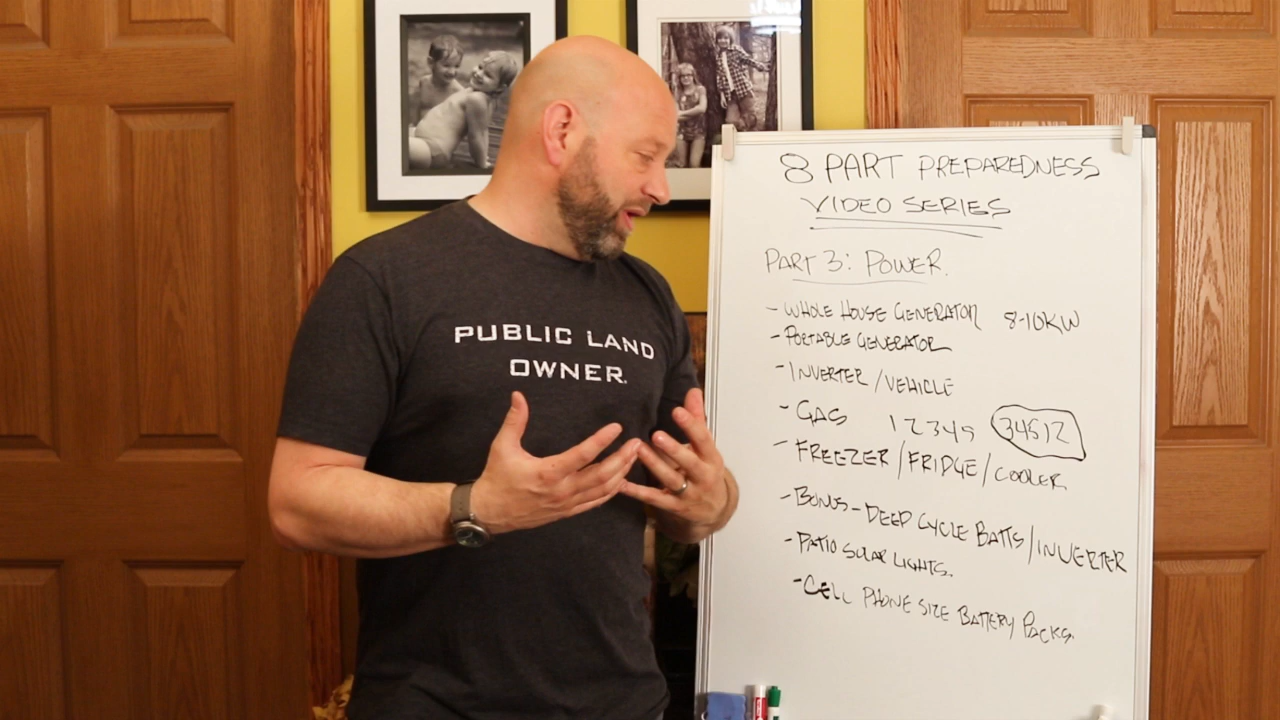 PUBLIC LAND
OWNER.
8 PART PREPAREDNESS
VIDEO SERIES
PART 3: POWER.
- WHOLE HOUSE GENERATOR 8-10KW
- PORTABLE GENERATOR
- INVERTER / VEHICLE
- GAS 12345 34512
- FREEZER / FRIDGE / COOLER
- BONUS - DEEP CYCLE BATTS / INVERTER
- PATIO SOLAR LIGHTS.
- CELL PHONE SIZE BATTERY PACKS.